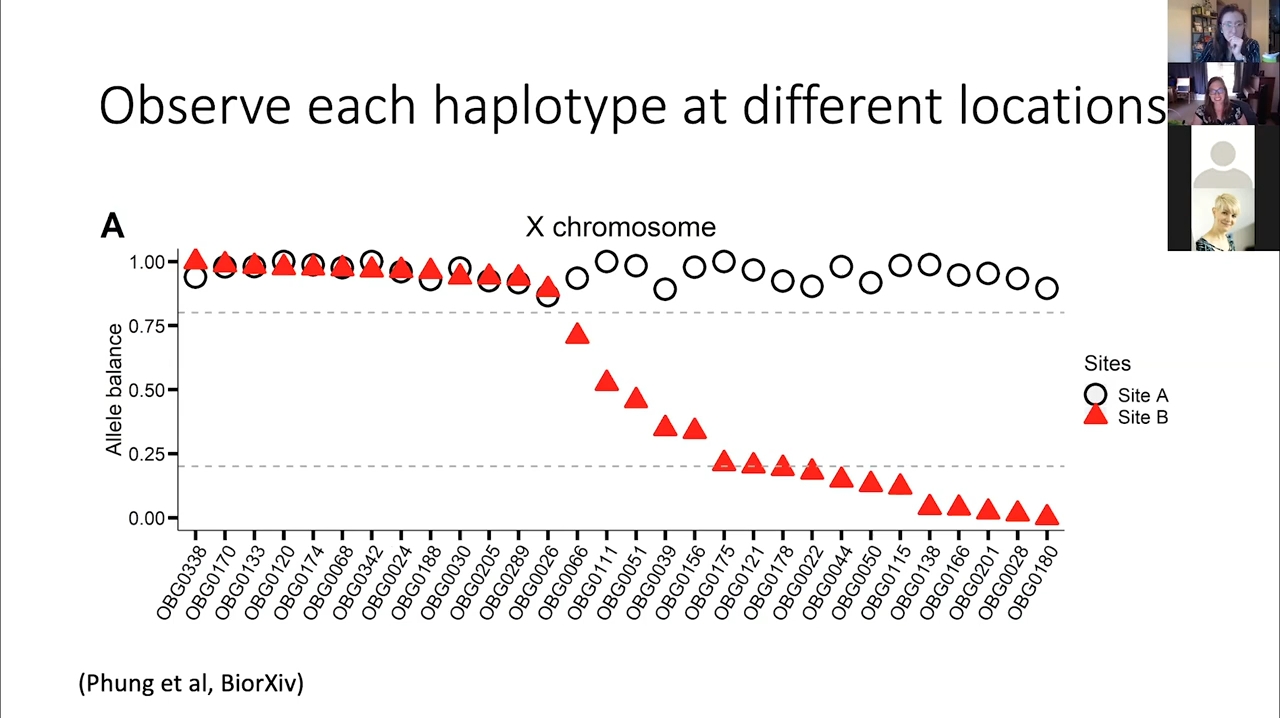 Observe each haplotype at different locations
A
X chromosome
Allele balance
1.00
0.75
0.50
0.25
0.00
OBG0338
OBG0170
OBG0133
OBG0120
OBG0174
OBG0068
OBG0342
OBG0024
OBG0188
OBG0030
OBG0205
OBG0289
OBG0026
OBG0066
OBG0111
OBG0051
OBG0039
OBG0156
OBG0175
OBG0121
OBG0178
OBG0022
OBG0044
OBG0050
OBG0115
OBG0138
OBG0166
OBG0201
OBG0028
OBG0180
Sites
Site A
Site B
(Phung et al, BiorXiv)